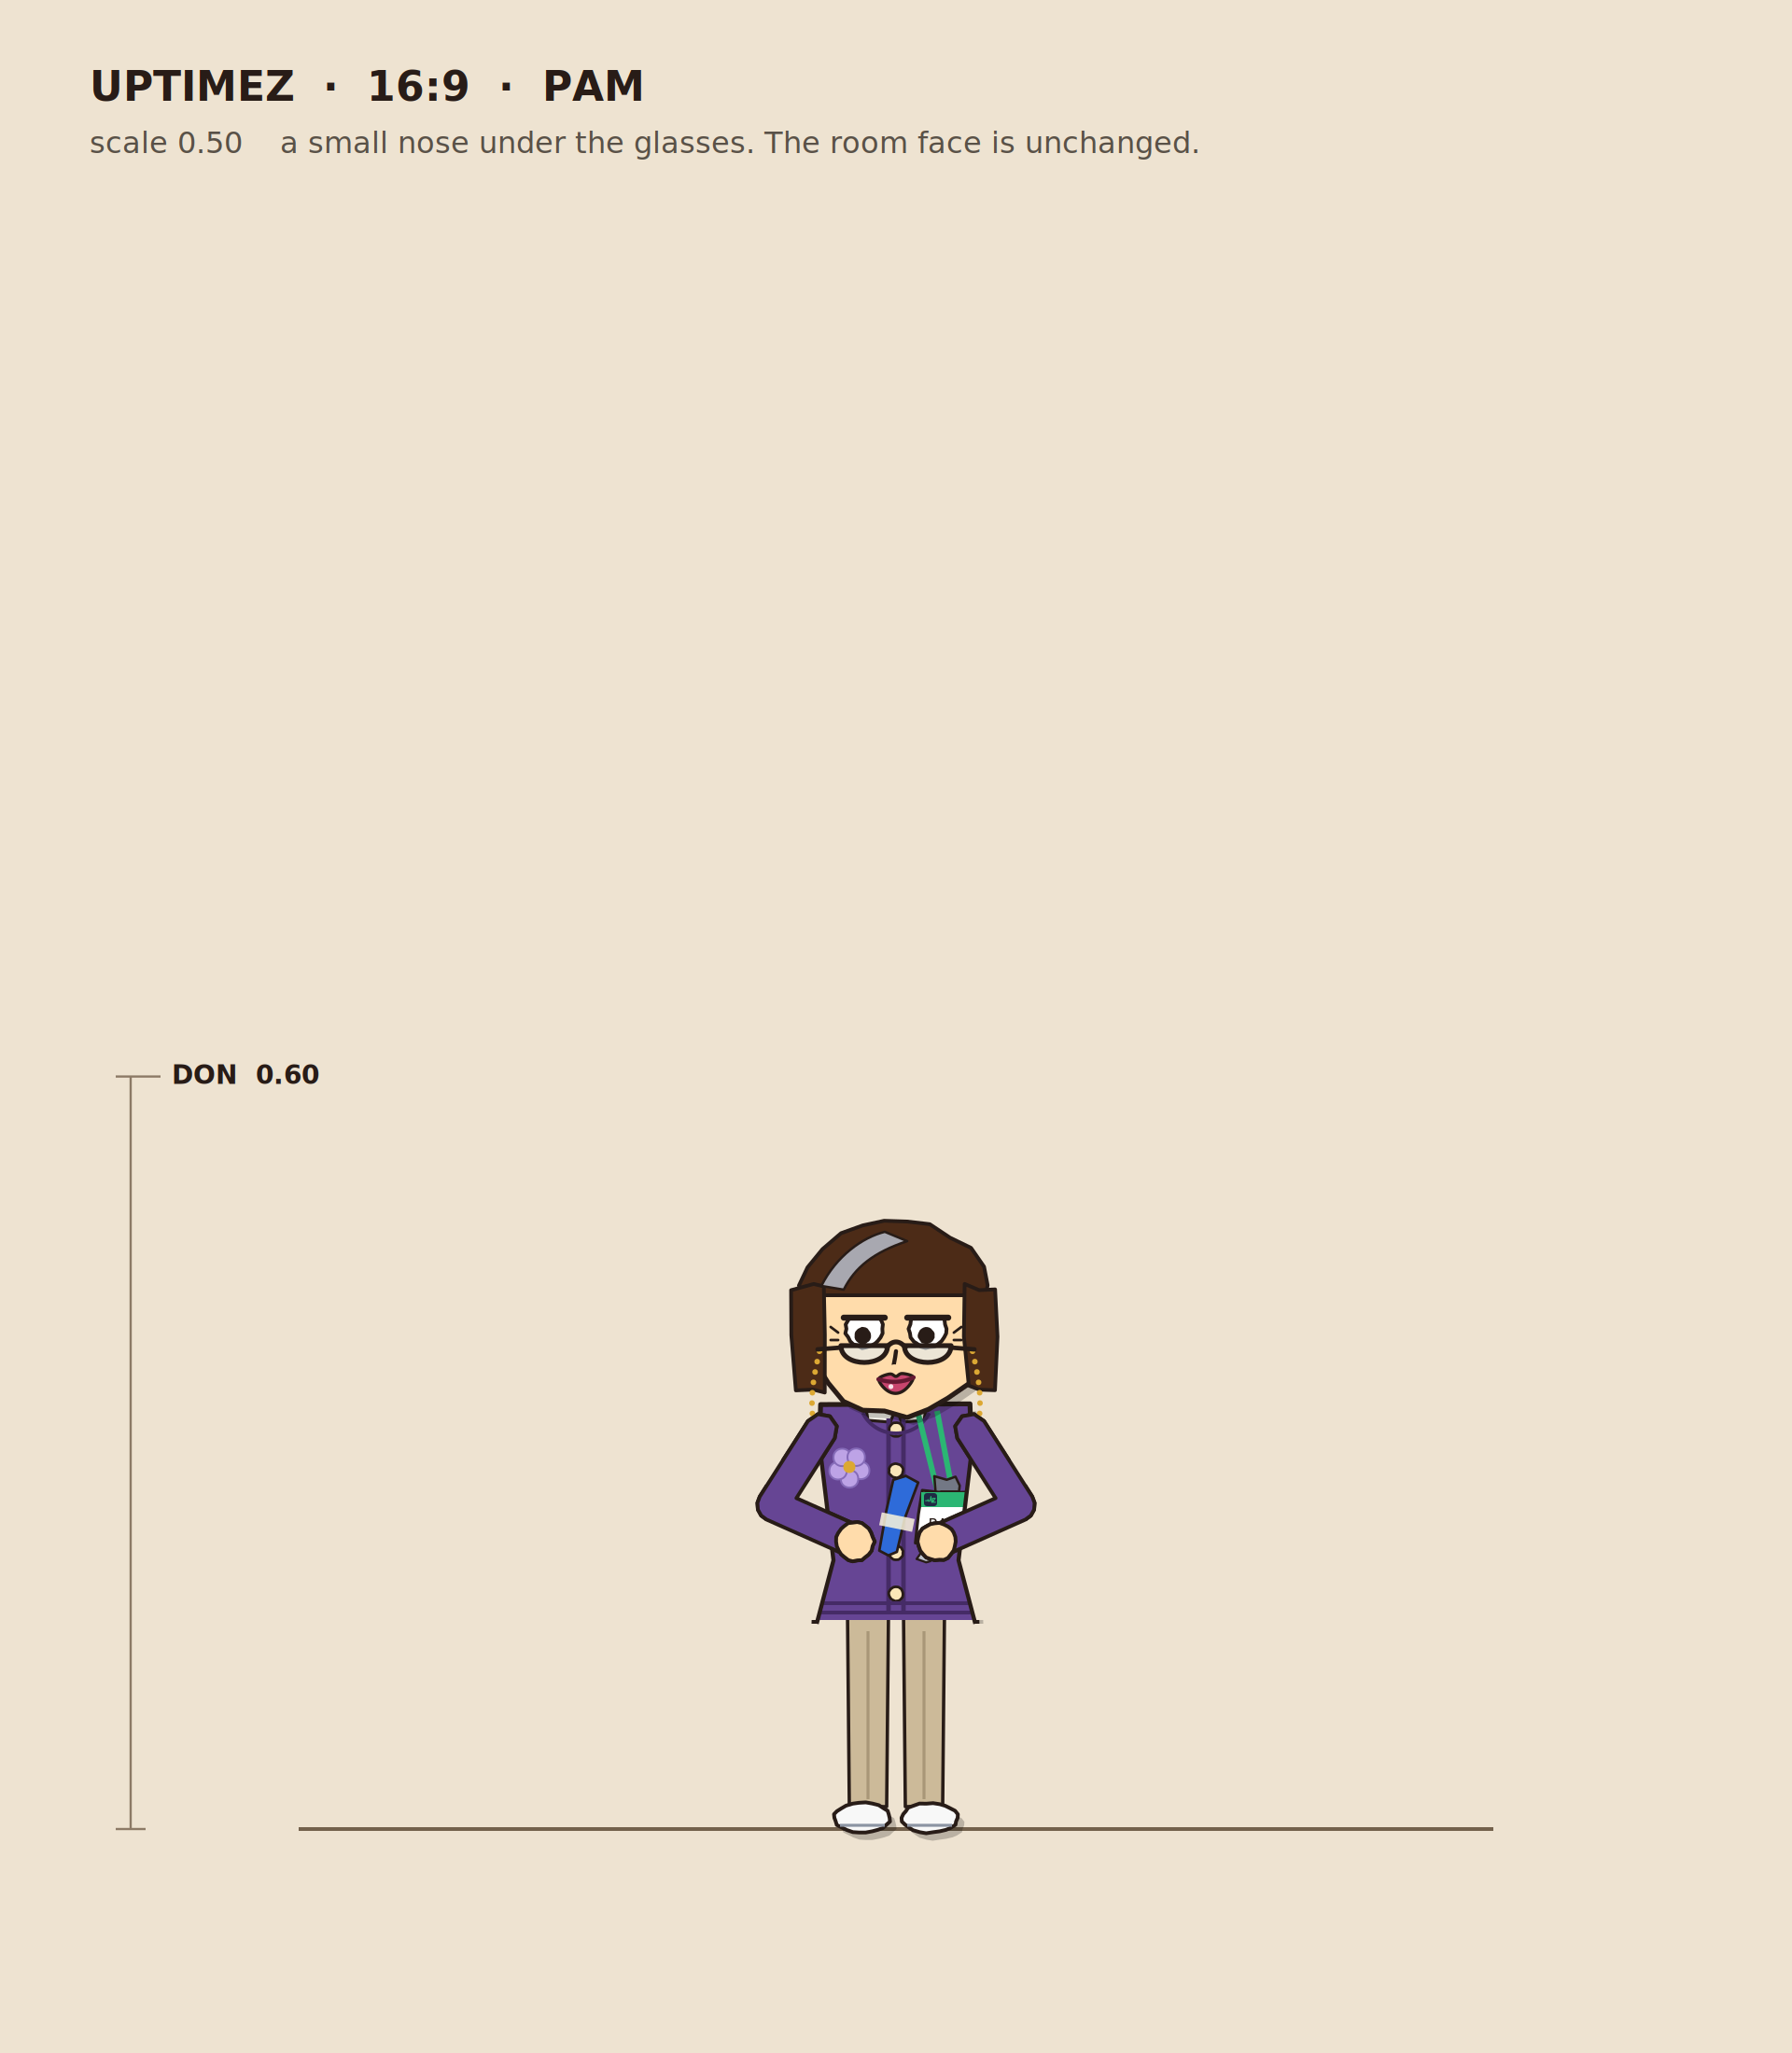 UPTIMEZ · 16:9 · PAM
scale 0.50 a small nose under the glasses. The room face is unchanged.
DON 0.60